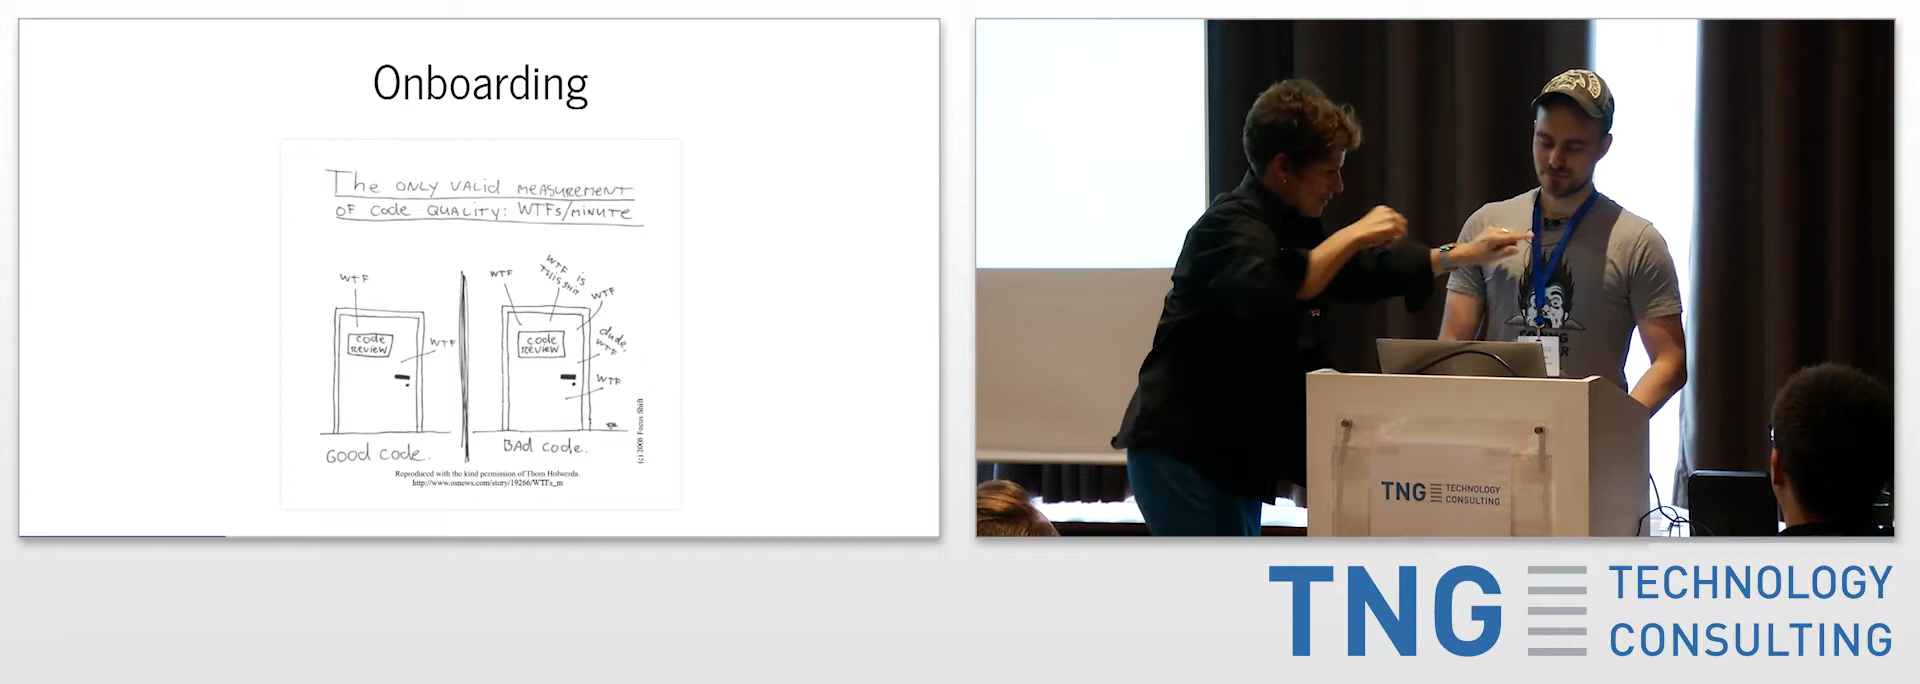 Onboarding
The only valid measurement
of code quality: WTFs/minute
WTF
code
review
WTF
Good code.
WTF
WTF is
this shit
WTF
code
review
dude,
WTF
WTF
BAd code.
(c) 2008 Focus Shift
Reproduced with the kind permission of Thom Holwerda.
http://www.osnews.com/story/19266/WTFs_m
TNG TECHNOLOGY
CONSULTING
TNG TECHNOLOGY
CONSULTING